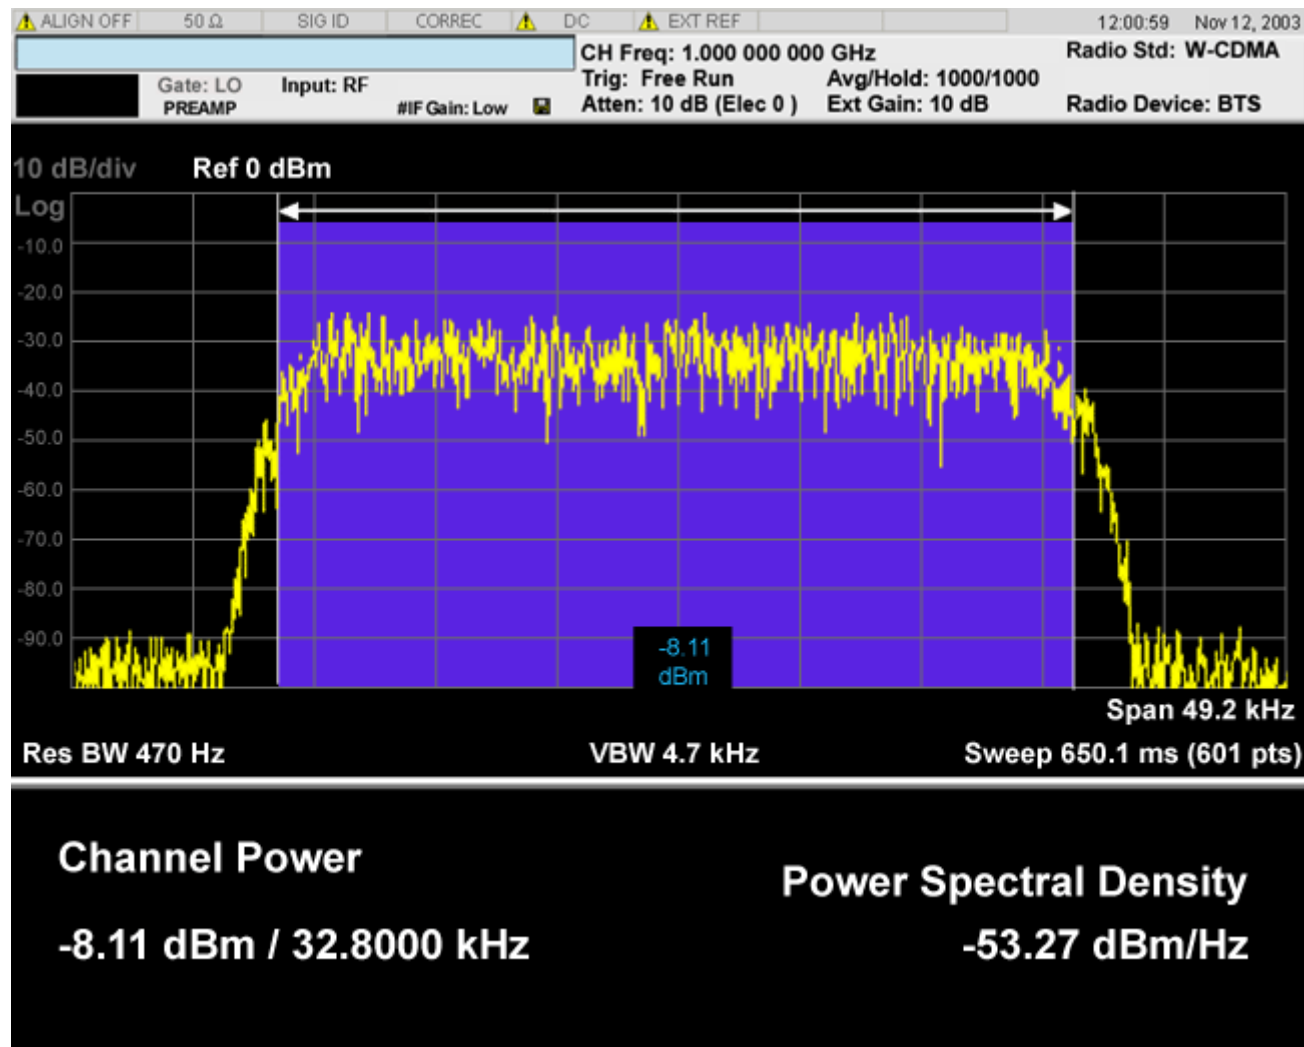 ALIGN OFF 50 Ω SIG ID CORREC DC EXT REF 12:00:59 Nov 12, 2003
CH Freq: 1.000 000 000 GHz Radio Std: W-CDMA
Gate: LO Input: RF Trig: Free Run Avg/Hold: 1000/1000
PREAMP #IF Gain: Low Atten: 10 dB (Elec 0 ) Ext Gain: 10 dB Radio Device: BTS
10 dB/div Ref 0 dBm
Log
-10.0
-20.0
-30.0
-40.0
-50.0
-60.0
-70.0
-80.0
-90.0
-8.11
dBm
Span 49.2 kHz
Res BW 470 Hz VBW 4.7 kHz Sweep 650.1 ms (601 pts)
Channel Power
Power Spectral Density
-8.11 dBm / 32.8000 kHz -53.27 dBm/Hz